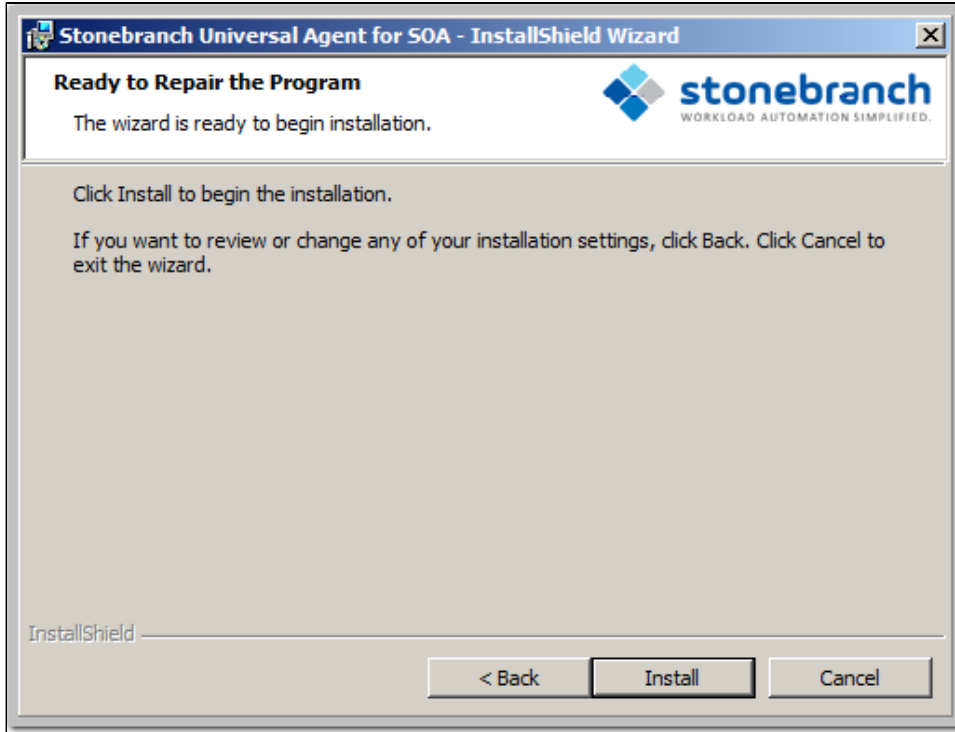 Stonebranch Universal Agent for SOA - InstallShield Wizard
Ready to Repair the Program
The wizard is ready to begin installation.
stonebranch
WORKLOAD AUTOMATION SIMPLIFIED.
Click Install to begin the installation.
If you want to review or change any of your installation settings, click Back. Click Cancel to
exit the wizard.
InstallShield
< Back
Install
Cancel